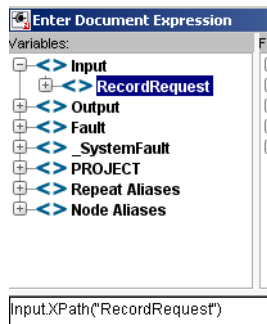 Enter Document Expression
Variables:
F
<> Input
<> RecordRequest
<> Output
<> Fault
<> _SystemFault
<> PROJECT
<> Repeat Aliases
<> Node Aliases
Input.XPath("RecordRequest")